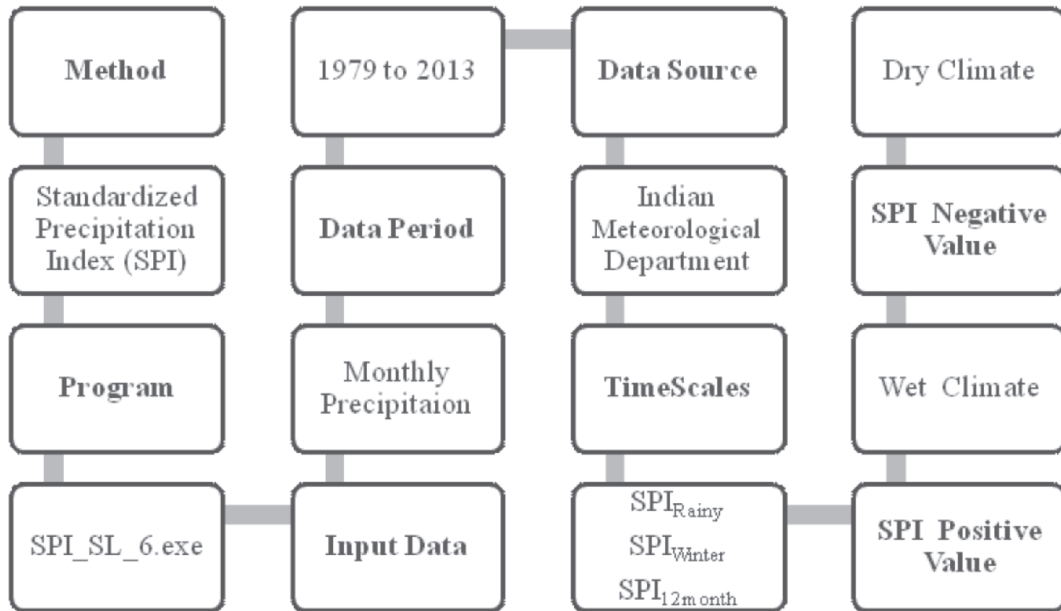 Method
Standardized
Precipitation
Index (SPI)
Program
SPI_SL_6.exe
Input Data
Monthly
Precipitaion
Data Period
1979 to 2013
Data Source
Indian
Meteorological
Department
TimeScales
SPIRainy
SPIWinter
SPI12month
SPI Positive
Value
Wet Climate
SPI Negative
Value
Dry Climate